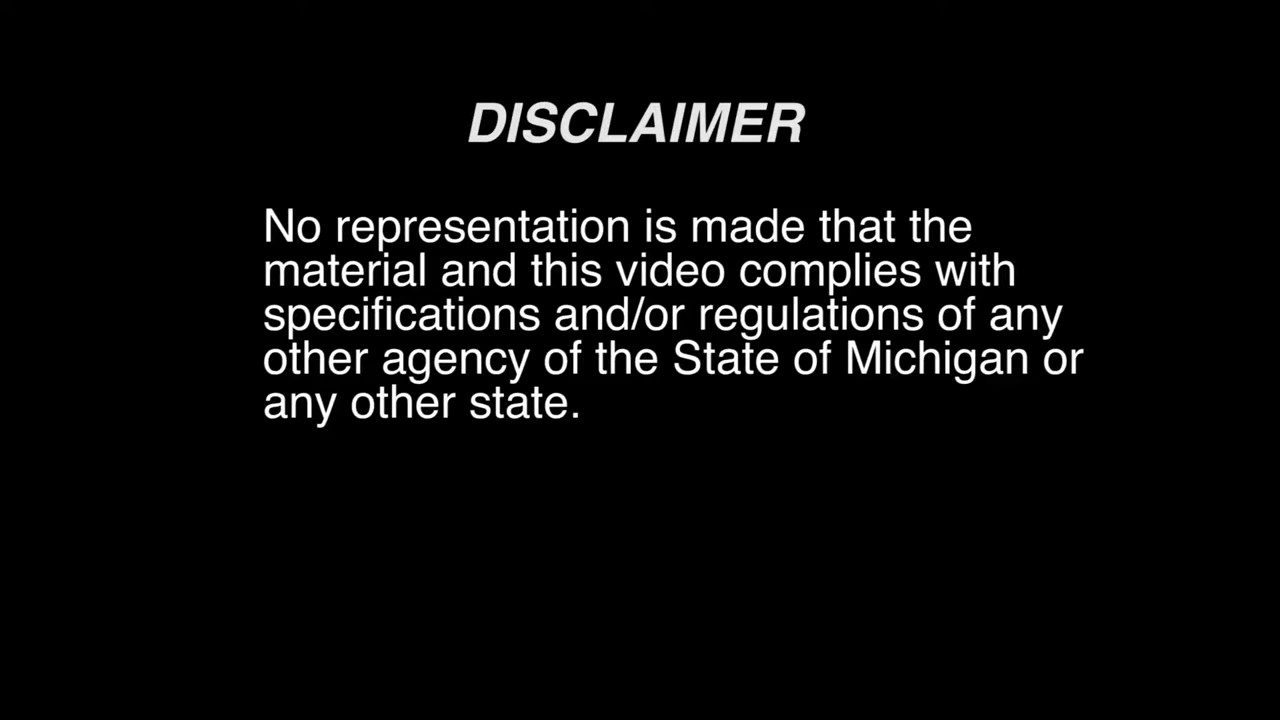 DISCLAIMER
No representation is made that the
material and this video complies with
specifications and/or regulations of any
other agency of the State of Michigan or
any other state.